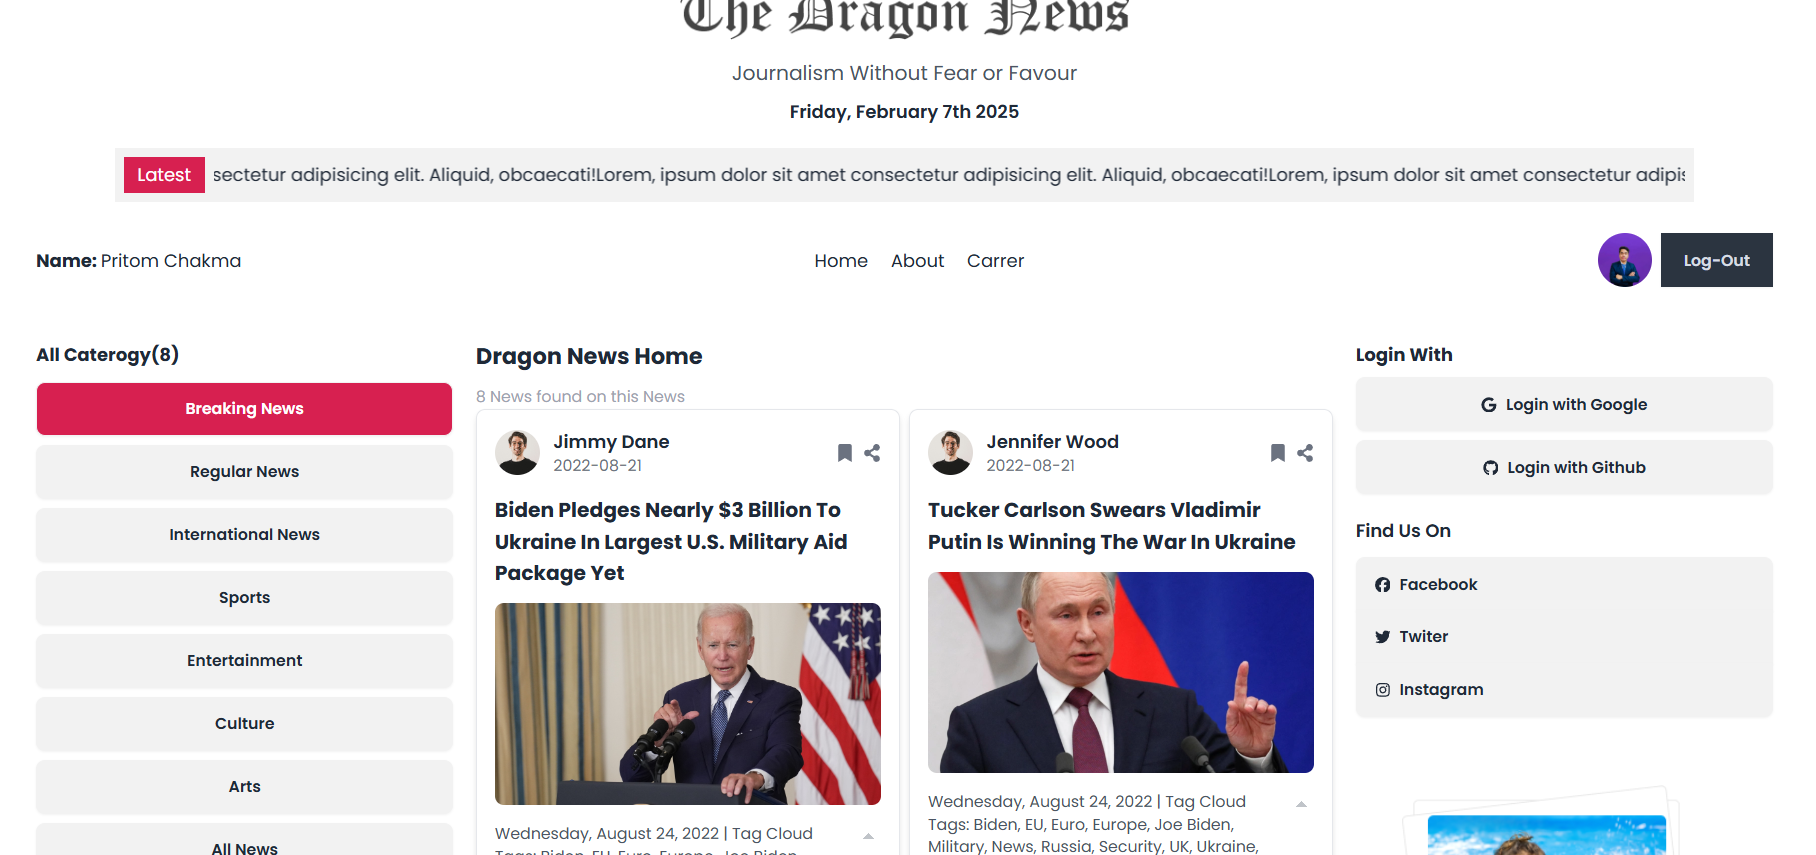 The Dragon News
Journalism Without Fear or Favour
Friday, February 7th 2025
Latest
sectetur adipisicing elit. Aliquid, obcaecati!Lorem, ipsum dolor sit amet consectetur adipisicing elit. Aliquid, obcaecati!Lorem, ipsum dolor sit amet consectetur adipis
Name: Pritom Chakma
Home
About
Carrer
Log-Out
All Caterogy(8)
Breaking News
Regular News
International News
Sports
Entertainment
Culture
Arts
All News
Dragon News Home
8 News found on this News
Jimmy Dane
2022-08-21
Biden Pledges Nearly $3 Billion To
Ukraine In Largest U.S. Military Aid
Package Yet
Wednesday, August 24, 2022 | Tag Cloud
Tags: Biden, EU, Euro, Europe, Joe Biden,
Jennifer Wood
2022-08-21
Tucker Carlson Swears Vladimir
Putin Is Winning The War In Ukraine
Wednesday, August 24, 2022 | Tag Cloud
Tags: Biden, EU, Euro, Europe, Joe Biden,
Military, News, Russia, Security, UK, Ukraine,
Login With
Login with Google
Login with Github
Find Us On
Facebook
Twiter
Instagram